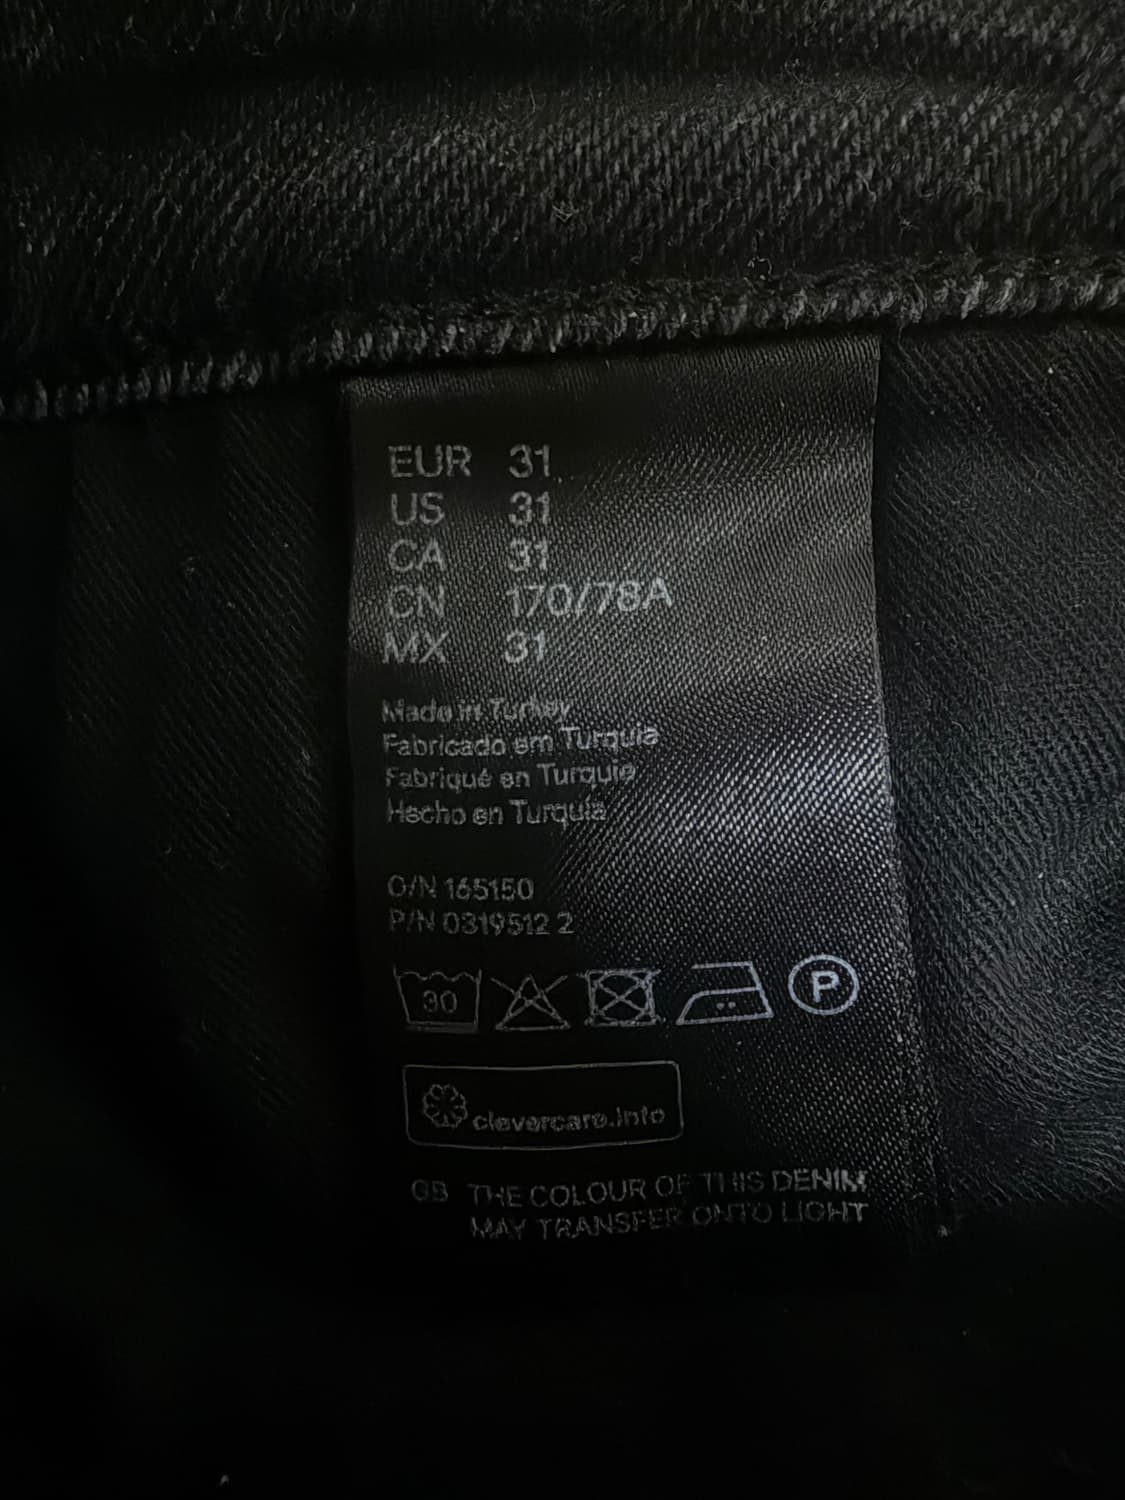 EUR 31
US 31
CA 31
CN 170/78A
MX 31
Made in Turkey
Fabricado em Turquia
Fabriqué en Turquie
Hecho en Turquia
O/N 165150
P/N 0319512 2
30
P
clevercare.info
GB THE COLOUR OF THIS DENIM
MAY TRANSFER ONTO LIGHT